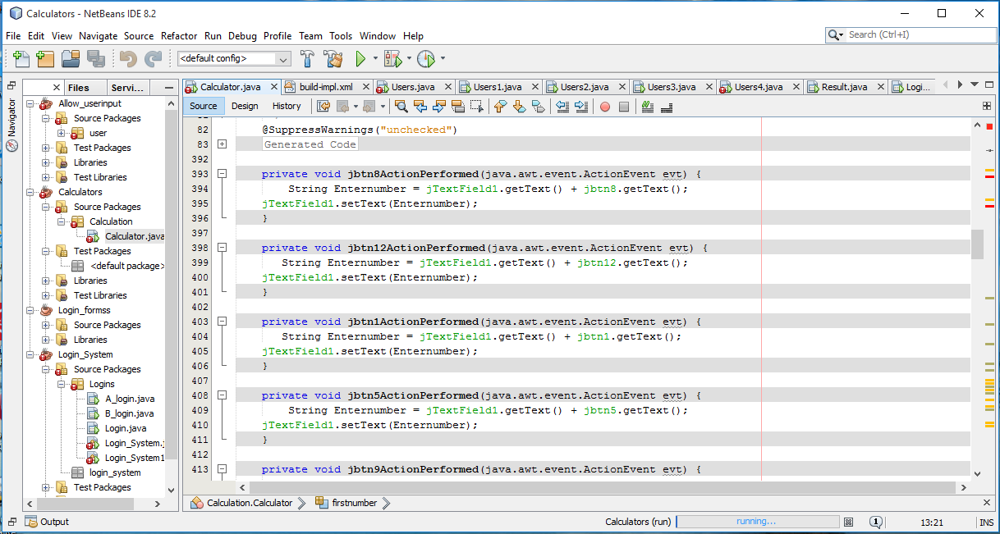 Calculators - NetBeans IDE 8.2
File Edit View Navigate Source Refactor Run Debug Profile Team Tools Window Help
Search (Ctrl+I)
<default config>
Files Servi...
Calculator.java build-impl.xml Users.java Users1.java Users2.java Users3.java Users4.java Result.java Logi...
Source Design History
Navigator
Allow_userinput
Source Packages
user
Test Packages
Libraries
Test Libraries
Calculators
Source Packages
Calculation
Calculator.java
Test Packages
<default package>
Libraries
Test Libraries
Login_formss
Source Packages
Libraries
Login_System
Source Packages
Logins
A_login.java
B_login.java
Login.java
Login_System.j
Login_System1
login_system
Test Packages
82 @SuppressWarnings("unchecked")
83 Generated Code
392
393 private void jbtn8ActionPerformed(java.awt.event.ActionEvent evt) {
394 String Enternumber = jTextField1.getText() + jbtn8.getText();
395 jTextField1.setText(Enternumber);
396 }
397
398 private void jbtn12ActionPerformed(java.awt.event.ActionEvent evt) {
399 String Enternumber = jTextField1.getText() + jbtn12.getText();
400 jTextField1.setText(Enternumber);
401 }
402
403 private void jbtn1ActionPerformed(java.awt.event.ActionEvent evt) {
404 String Enternumber = jTextField1.getText() + jbtn1.getText();
405 jTextField1.setText(Enternumber);
406 }
407
408 private void jbtn5ActionPerformed(java.awt.event.ActionEvent evt) {
409 String Enternumber = jTextField1.getText() + jbtn5.getText();
410 jTextField1.setText(Enternumber);
411 }
412
413 private void jbtn9ActionPerformed(java.awt.event.ActionEvent evt) {
Calculation.Calculator firstnumber
Output
Calculators (run) running... 1 13:21 INS